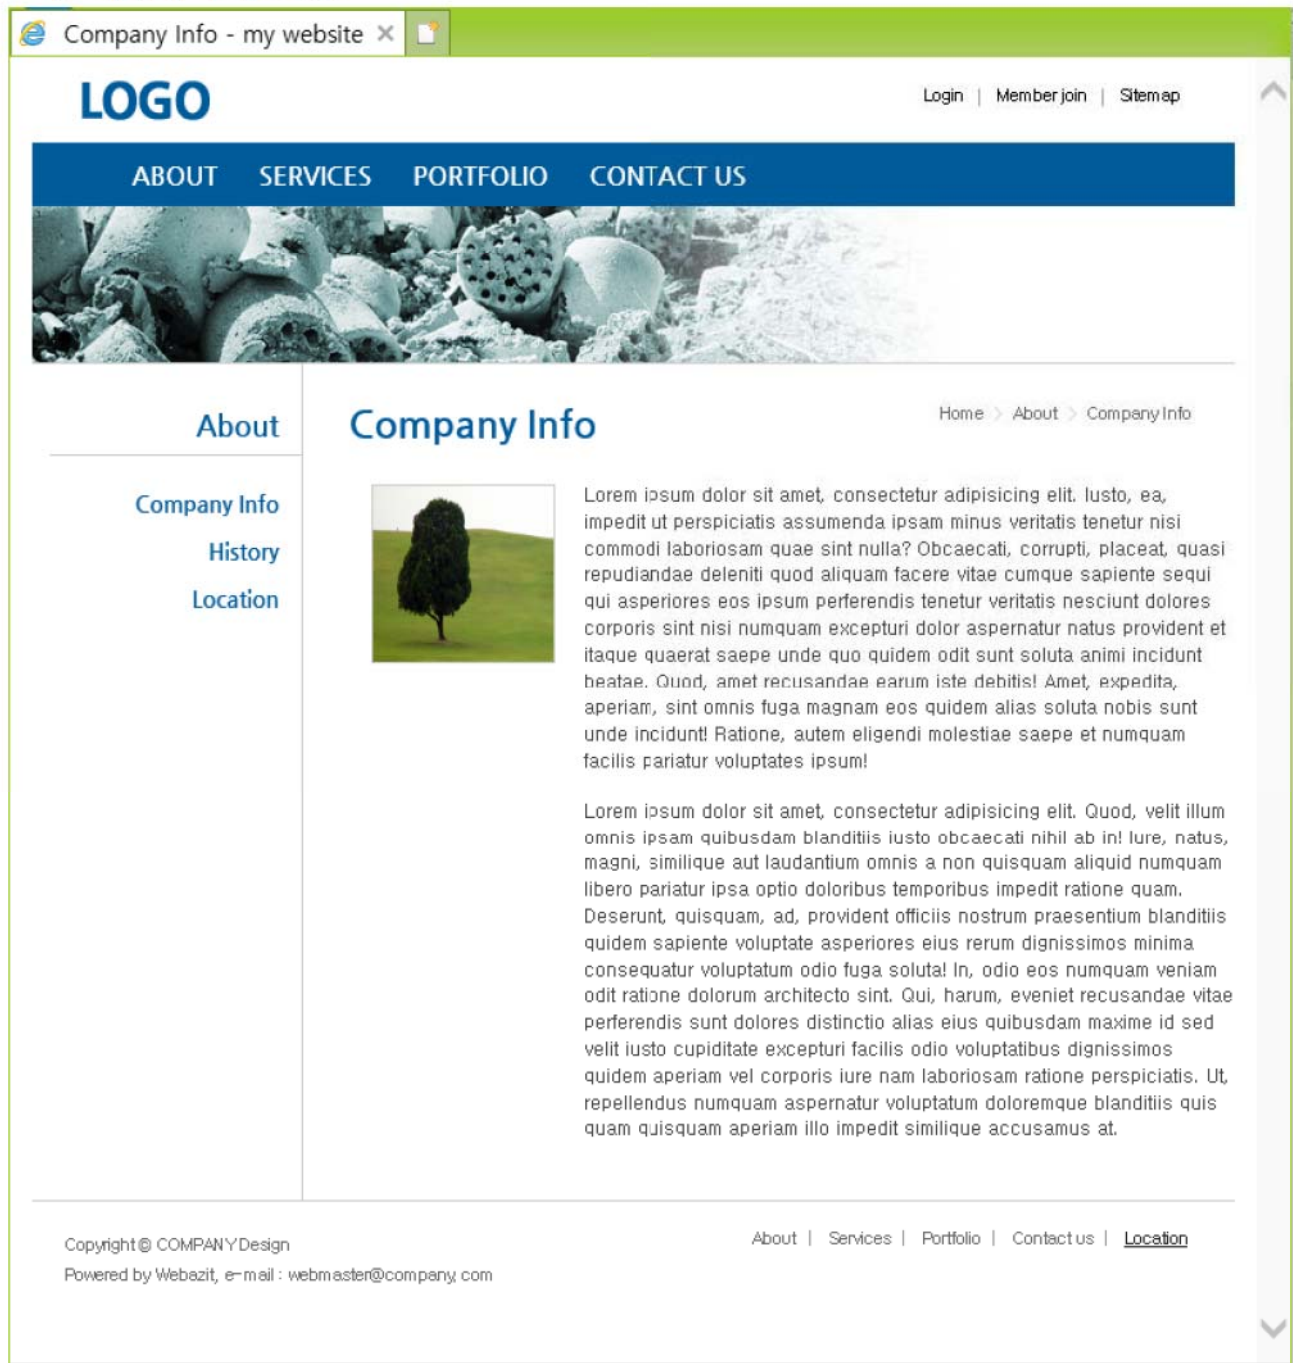 Company Info - my website
LOGO
Login | Member join | Sitemap
ABOUT SERVICES PORTFOLIO CONTACT US
About
Company Info
History
Location
Company Info
Home > About > Company Info
Lorem ipsum dolor sit amet, consectetur adipisicing elit. Iusto, ea,
impedit ut perspiciatis assumenda ipsam minus veritatis tenetur nisi
commodi laboriosam quae sint nulla? Obcaecati, corrupti, placeat, quasi
repudiandae deleniti quod aliquam facere vitae cumque sapiente sequi
qui asperiores eos ipsum perferendis tenetur veritatis nesciunt dolores
corporis sint nisi numquam excepturi dolor aspernatur natus provident et
itaque quaerat saepe unde quo quidem odit sunt soluta animi incidunt
beatae. Quod, amet recusandae earum iste debitis! Amet, expedita,
aperiam, sint omnis fuga magnam eos quidem alias soluta nobis sunt
unde incidunt! Ratione, autem eligendi molestiae saepe et numquam
facilis pariatur voluptates ipsum!
Lorem ipsum dolor sit amet, consectetur adipisicing elit. Quod, velit illum
omnis ipsam quibusdam blanditiis iusto obcaecati nihil ab in! Iure, natus,
magni, similique aut laudantium omnis a non quisquam aliquid numquam
libero pariatur ipsa optio doloribus temporibus impedit ratione quam.
Deserunt, quisquam, ad, provident officiis nostrum praesentium blanditiis
quidem sapiente voluptate asperiores eius rerum dignissimos minima
consequatur voluptatum odio fuga soluta! In, odio eos numquam veniam
odit ratione dolorum architecto sint. Qui, harum, eveniet recusandae vitae
perferendis sunt dolores distinctio alias eius quibusdam maxime id sed
velit iusto cupiditate excepturi facilis odio voluptatibus dignissimos
quidem aperiam vel corporis iure nam laboriosam ratione perspiciatis. Ut,
repellendus numquam aspernatur voluptatum doloremque blanditiis quis
quam quisquam aperiam illo impedit similique accusamus at.
About | Services | Portfolio | Contact us | Location
Copyright © COMPANY Design
Powered by Webazit, e-mail : webmaster@company.com